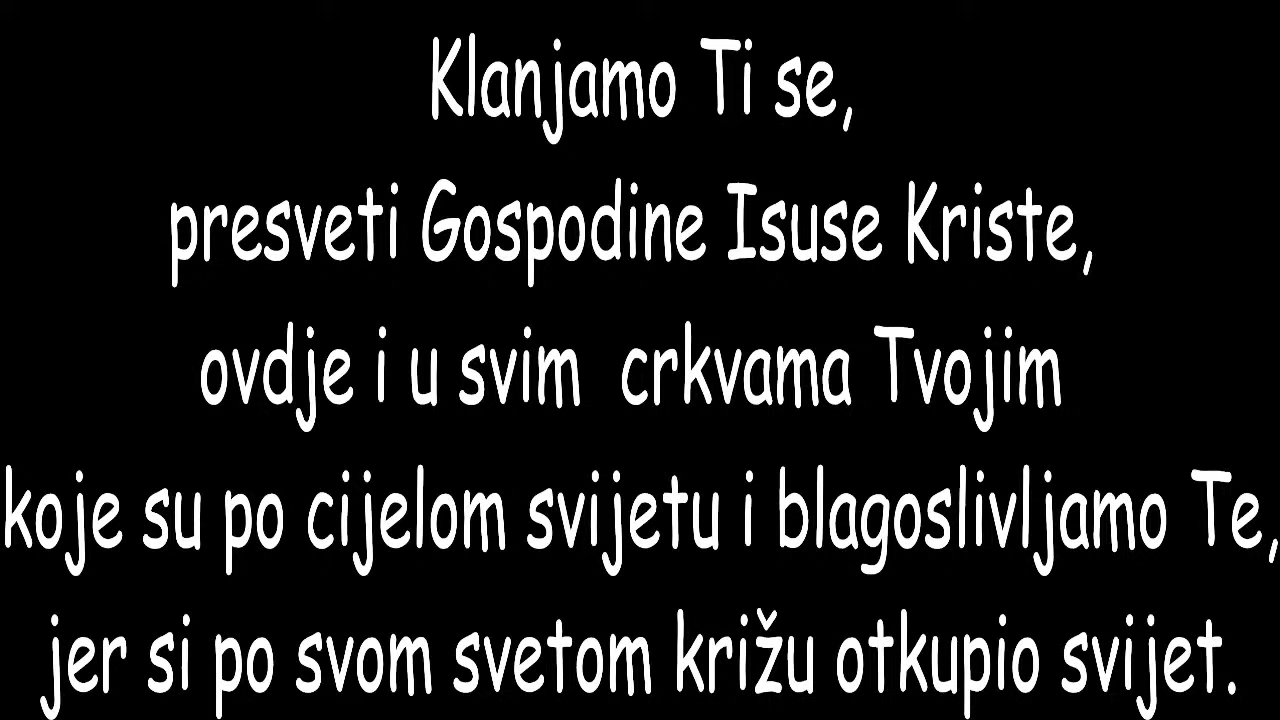 Klanjamo Ti se,
presveti Gospodine Isuse Kriste,
ovdje i u svim crkvama Tvojim
koje su po cijelom svijetu i blagoslivljamo Te,
jer si po svom svetom križu otkupio svijet.